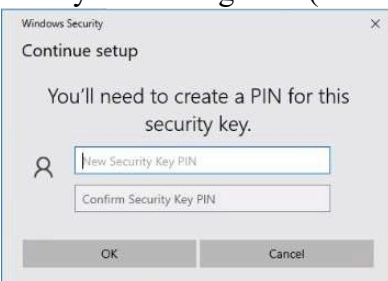 Windows Security
Continue setup
You'll need to create a PIN for this
security key.
New Security Key PIN
Confirm Security Key PIN
OK
Cancel